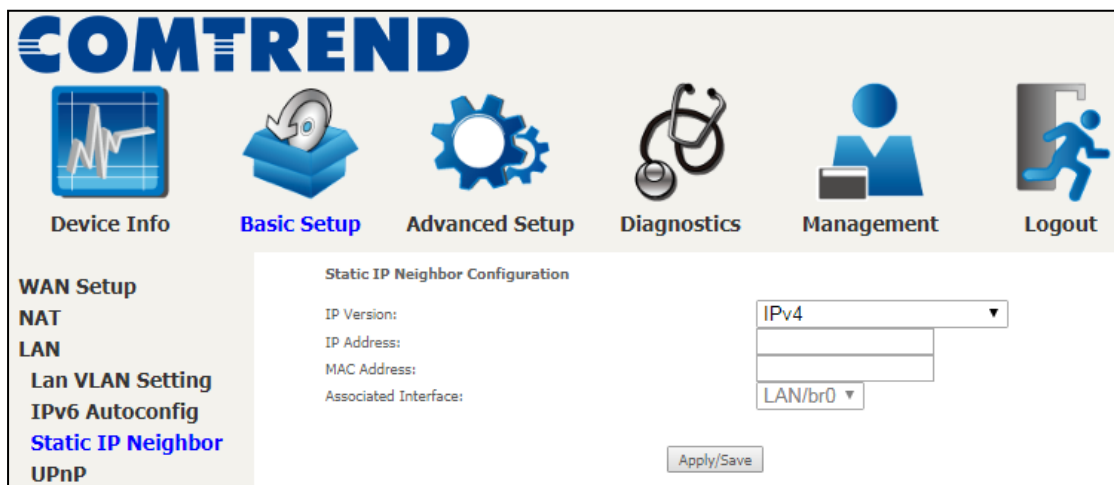 COMTREND
Device Info Basic Setup Advanced Setup Diagnostics Management Logout
WAN Setup
NAT
LAN
Lan VLAN Setting
IPv6 Autoconfig
Static IP Neighbor
UPnP
Static IP Neighbor Configuration
IP Version: IPv4
IP Address:
MAC Address:
Associated Interface: LAN/br0
Apply/Save